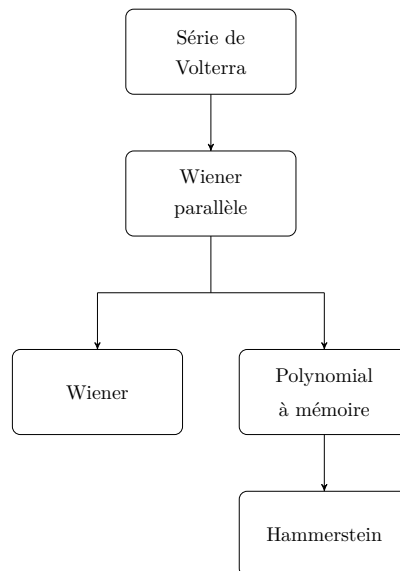 Série de
Volterra
Wiener
parallèle
Wiener
Polynomial
à mémoire
Hammerstein